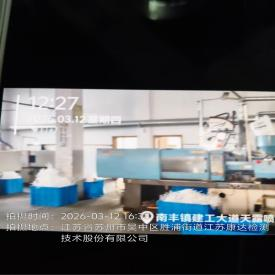 12:27
2026.03.12 星期四
南丰镇建工大道天霸喷
拍摄时间: 2026-03-12 16:3
拍摄地点: 江苏省苏州市吴中区胜浦街道江苏康达检测
技术股份有限公司